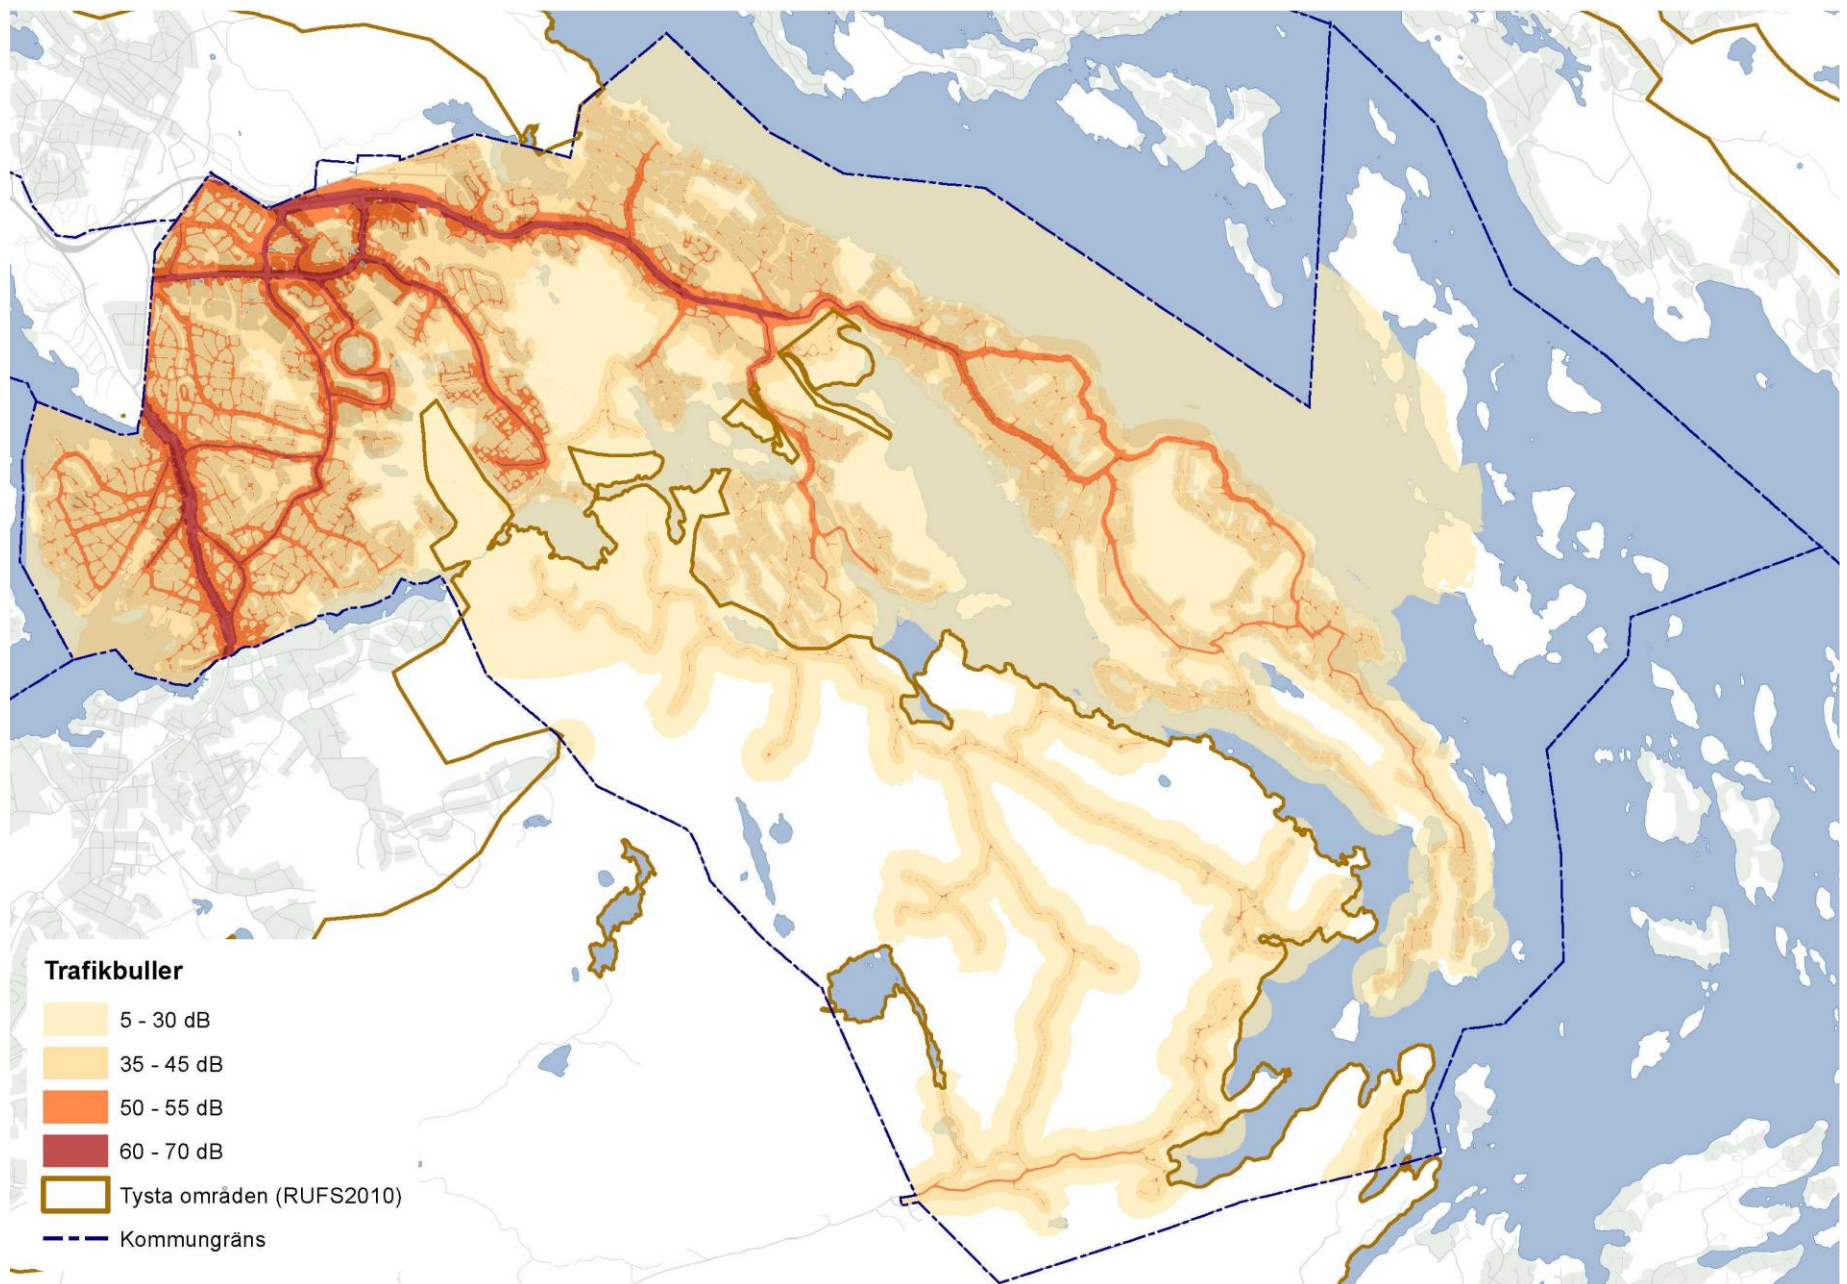 Trafikbuller
5 - 30 dB
35 - 45 dB
50 - 55 dB
60 - 70 dB
Tysta områden (RUFS2010)
Kommungräns